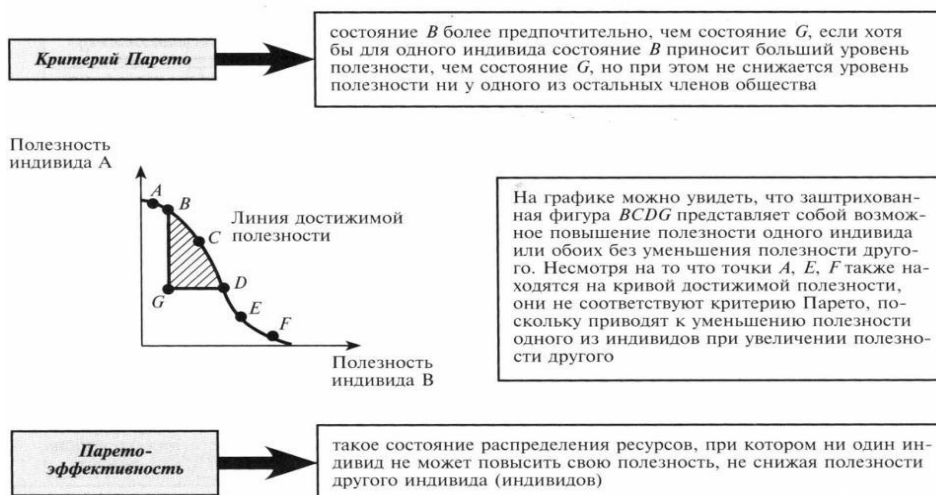 Критерий Парето
состояние B более предпочтительно, чем состояние G, если хотя
бы для одного индивида состояние B приносит больший уровень
полезности, чем состояние G, но при этом не снижается уровень
полезности ни у одного из остальных членов общества
Полезность
индивида А
A
B
Линия достижимой
полезности
C
G
D
E
F
Полезность
индивида В
На графике можно увидеть, что заштрихован-
ная фигура BCDG представляет собой возмож-
ное повышение полезности одного индивида
или обоих без уменьшения полезности друго-
го. Несмотря на то что точки A, E, F также на-
ходятся на кривой достижимой полезности,
они не соответствуют критерию Парето, по-
скольку приводят к уменьшению полезности
одного из индивидов при увеличении полезно-
сти другого
Парето-
эффективность
такое состояние распределения ресурсов, при котором ни один ин-
дивид не может повысить свою полезность, не снижая полезности
другого индивида (индивидов)